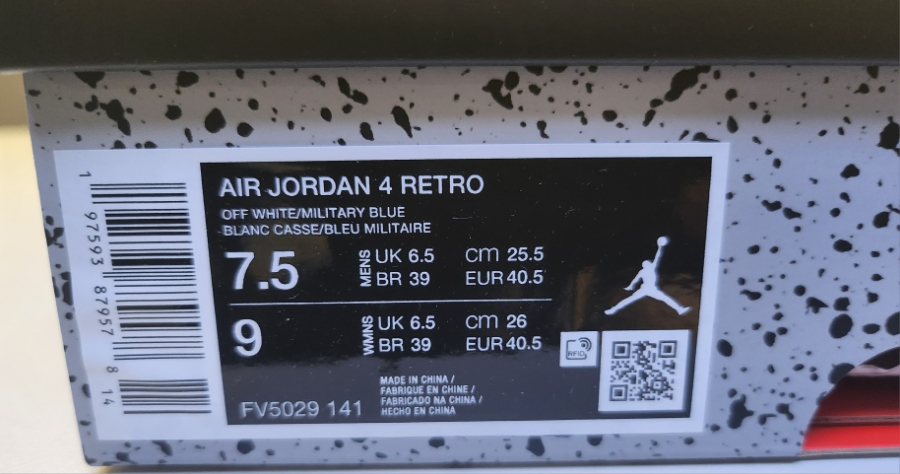 AIR JORDAN 4 RETRO
OFF WHITE/MILITARY BLUE
BLANC CASSE/BLEU MILITAIRE
7.5 MENS UK 6.5 CM 25.5
BR 39 EUR 40.5
9 WMNS UK 6.5 CM 26
BR 39 EUR 40.5
RFID
MADE IN CHINA /
FABRIQUE EN CHINE /
FABRICADO NA CHINA /
HECHO EN CHINA
FV5029 141
1 97593 87957 8 14